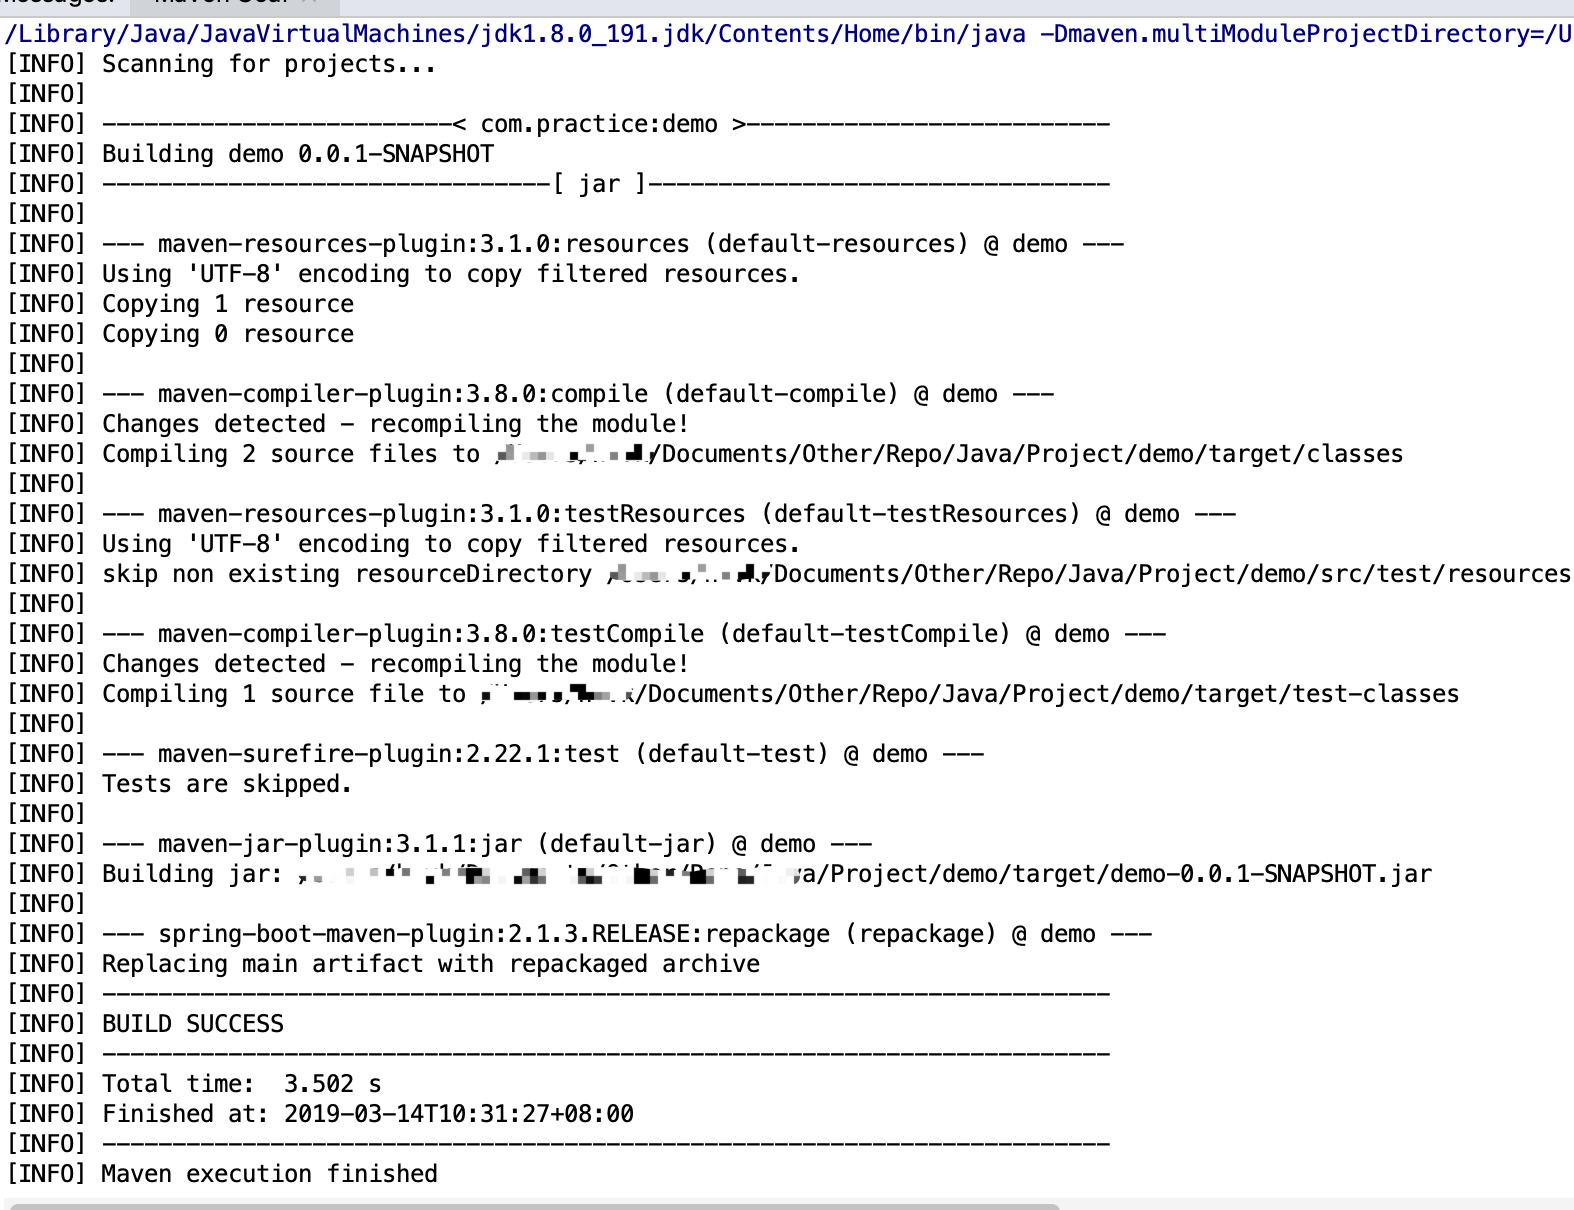 /Library/Java/JavaVirtualMachines/jdk1.8.0_191.jdk/Contents/Home/bin/java -Dmaven.multiModuleProjectDirectory=/U
[INFO] Scanning for projects...
[INFO]
[INFO] -------------------------< com.practice:demo >--------------------------
[INFO] Building demo 0.0.1-SNAPSHOT
[INFO] --------------------------------[ jar ]---------------------------------
[INFO]
[INFO] --- maven-resources-plugin:3.1.0:resources (default-resources) @ demo ---
[INFO] Using 'UTF-8' encoding to copy filtered resources.
[INFO] Copying 1 resource
[INFO] Copying 0 resource
[INFO]
[INFO] --- maven-compiler-plugin:3.8.0:compile (default-compile) @ demo ---
[INFO] Changes detected - recompiling the module!
[INFO] Compiling 2 source files to /Documents/Other/Repo/Java/Project/demo/target/classes
[INFO]
[INFO] --- maven-resources-plugin:3.1.0:testResources (default-testResources) @ demo ---
[INFO] Using 'UTF-8' encoding to copy filtered resources.
[INFO] skip non existing resourceDirectory /Documents/Other/Repo/Java/Project/demo/src/test/resources
[INFO]
[INFO] --- maven-compiler-plugin:3.8.0:testCompile (default-testCompile) @ demo ---
[INFO] Changes detected - recompiling the module!
[INFO] Compiling 1 source file to /Documents/Other/Repo/Java/Project/demo/target/test-classes
[INFO]
[INFO] --- maven-surefire-plugin:2.22.1:test (default-test) @ demo ---
[INFO] Tests are skipped.
[INFO]
[INFO] --- maven-jar-plugin:3.1.1:jar (default-jar) @ demo ---
[INFO] Building jar: /Project/demo/target/demo-0.0.1-SNAPSHOT.jar
[INFO]
[INFO] --- spring-boot-maven-plugin:2.1.3.RELEASE:repackage (repackage) @ demo ---
[INFO] Replacing main artifact with repackaged archive
[INFO] ------------------------------------------------------------------------
[INFO] BUILD SUCCESS
[INFO] ------------------------------------------------------------------------
[INFO] Total time:  3.502 s
[INFO] Finished at: 2019-03-14T10:31:27+08:00
[INFO] ------------------------------------------------------------------------
[INFO] Maven execution finished